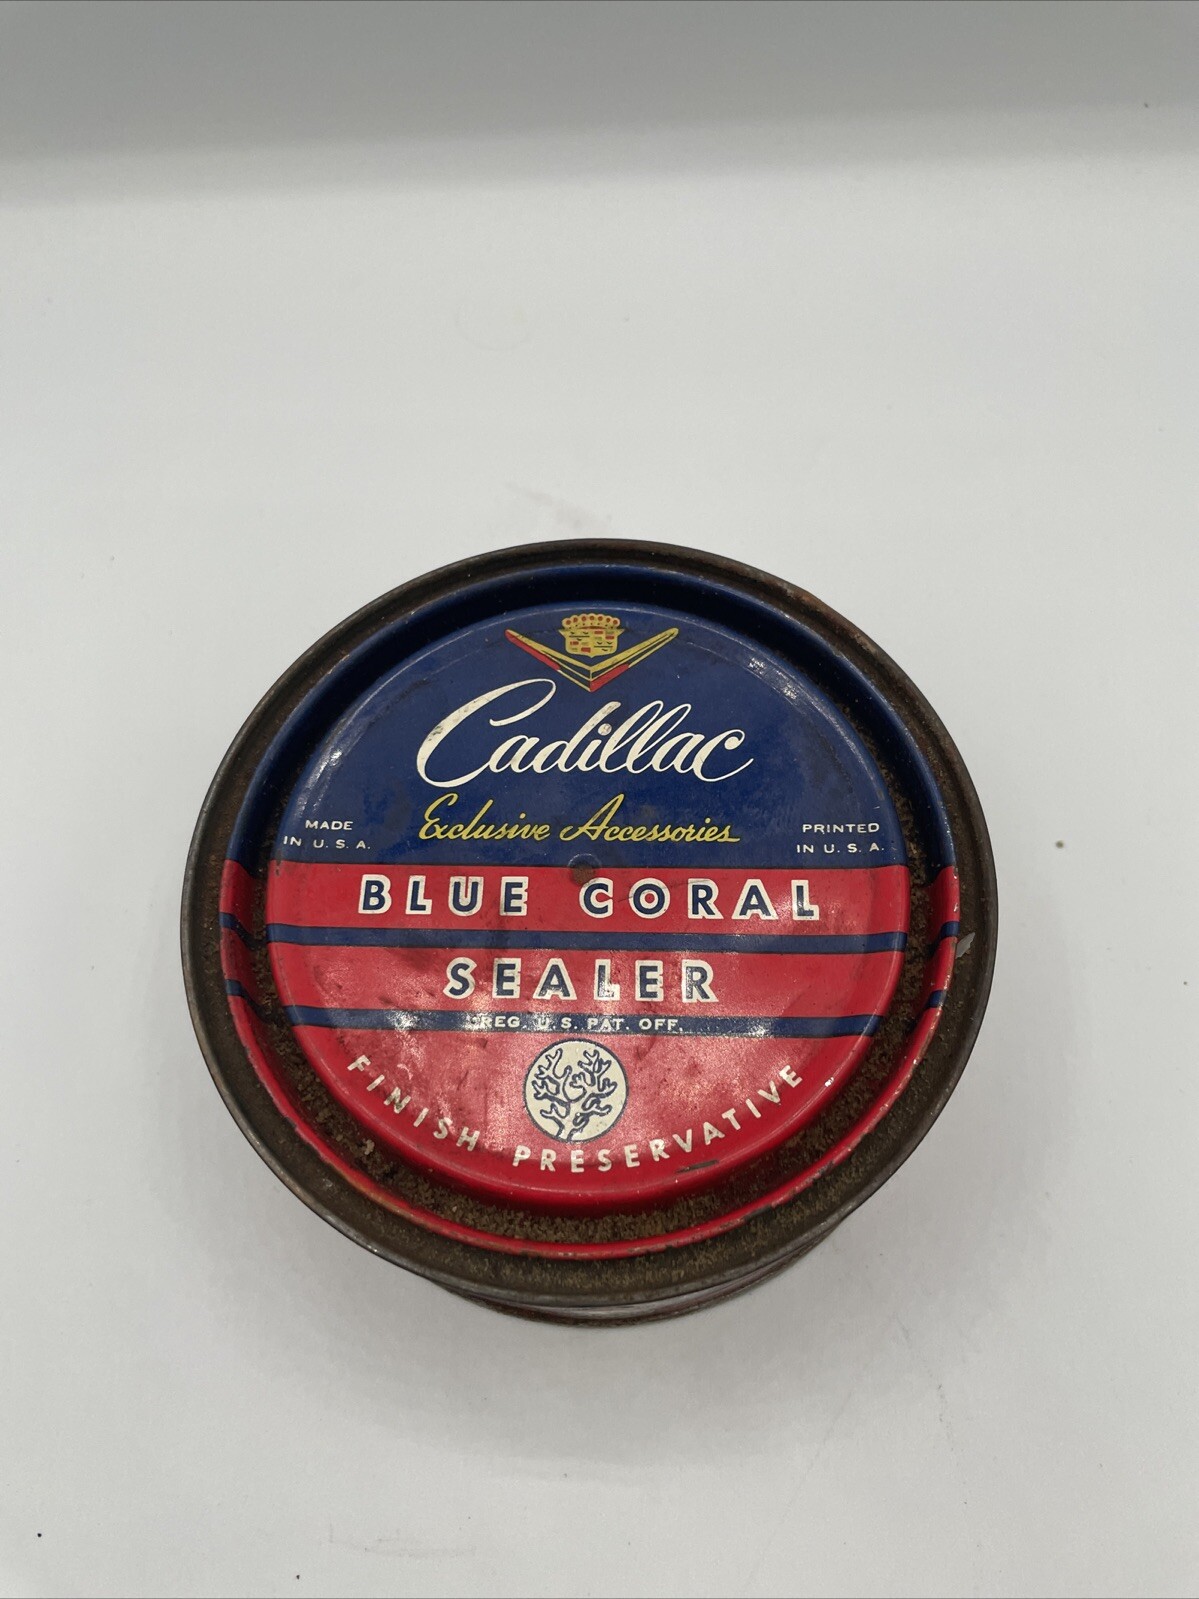 Cadillac
Exclusive Accessories
MADE
IN U. S. A.
PRINTED
IN U. S. A.
BLUE CORAL
SEALER
REG. U.S. PAT. OFF.
FINISH PRESERVATIVE